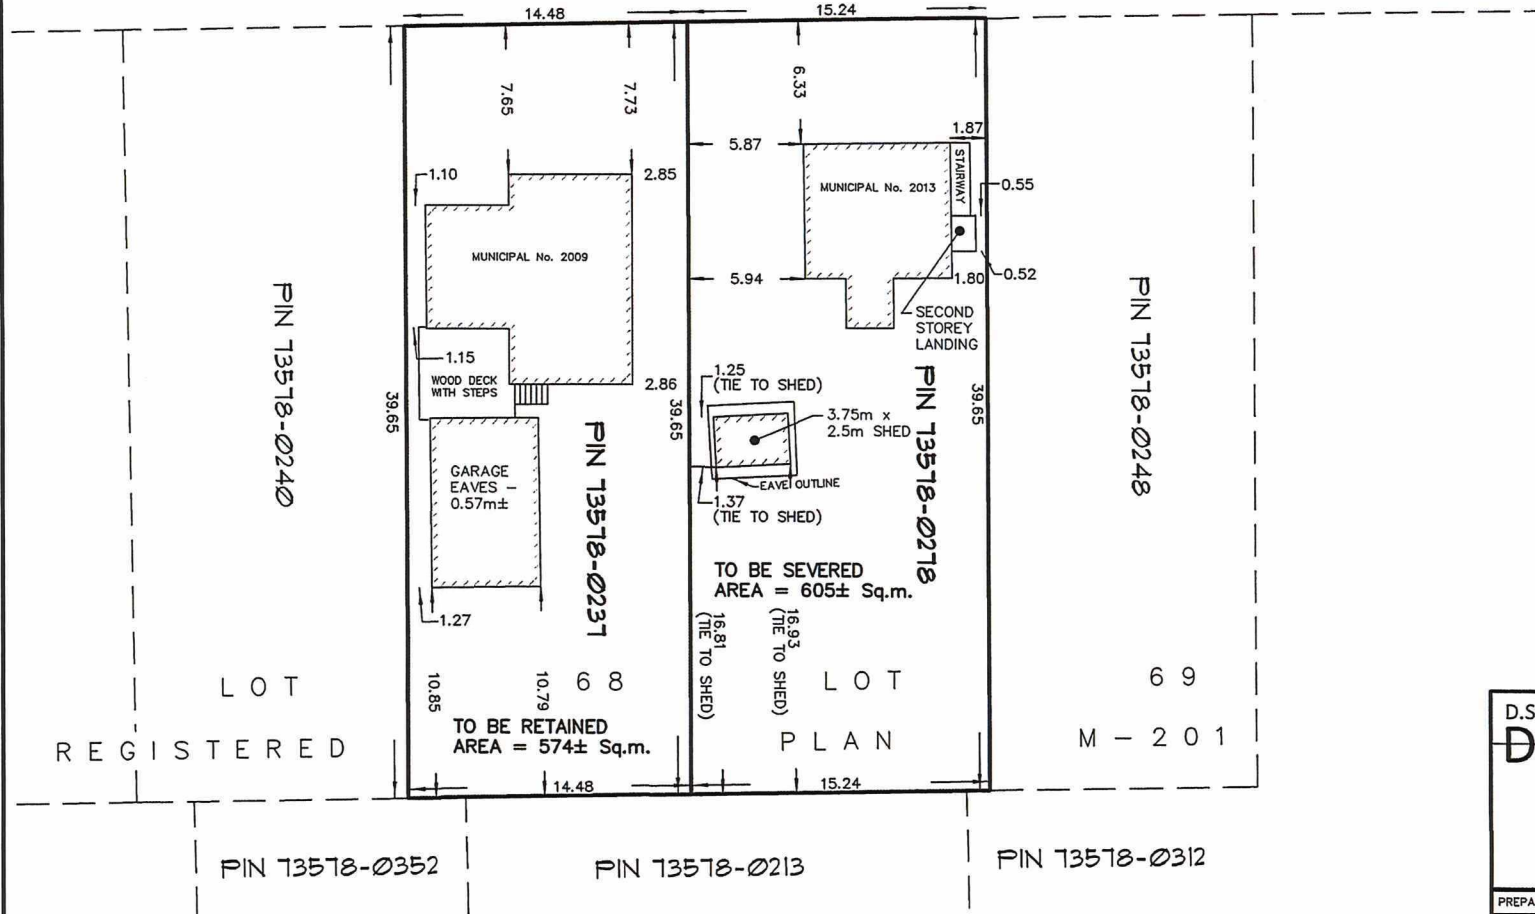 14.48
15.24
7.65
7.73
6.33
1.87
5.87
STAIRWAY
1.10
2.85
MUNICIPAL No. 2013
0.55
MUNICIPAL No. 2009
5.94
1.80
0.52
SECOND
STOREY
LANDING
PIN 73578-0240
PIN 73578-0248
1.15
WOOD DECK
WITH STEPS
2.86
1.25
(TIE TO SHED)
39.65
39.65
39.65
3.75m x
2.5m SHED
PIN 73578-0237
PIN 73578-0278
GARAGE
EAVES –
0.57m±
EAVE OUTLINE
1.37
(TIE TO SHED)
TO BE SEVERED
AREA = 605± Sq.m.
1.27
16.81
(TIE TO SHED)
16.93
(TIE TO SHED)
10.85
10.79
LOT 68 LOT 69
TO BE RETAINED
AREA = 574± Sq.m.
REGISTERED PLAN M – 201
14.48
15.24
PIN 73578-0352
PIN 73578-0213
PIN 73578-0312
D.S
D
PREPA